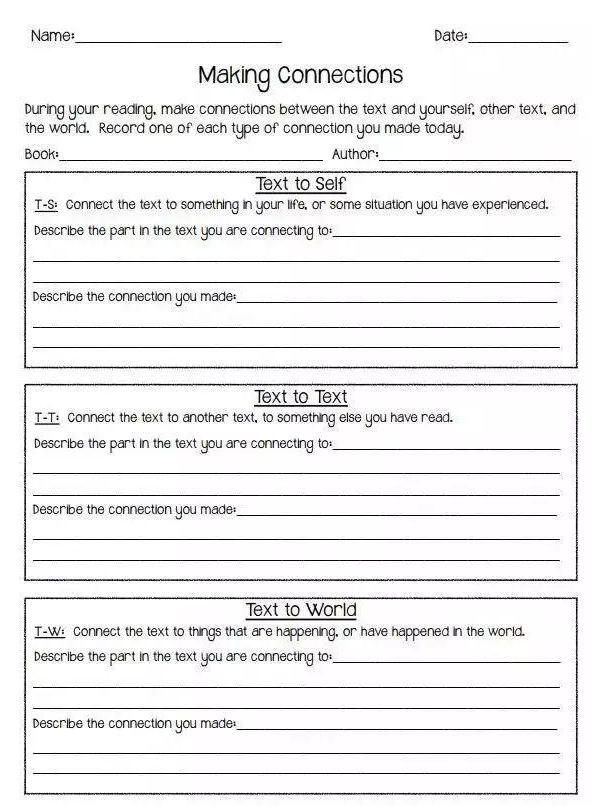 Name:____________________ Date:__________
Making Connections
During your reading, make connections between the text and yourself, other text, and
the world. Record one of each type of connection you made today.
Book:____________________ Author:____________________
Text to Self
T-S: Connect the text to something in your life, or some situation you have experienced.
Describe the part in the text you are connecting to:____________________
Describe the connection you made:____________________
Text to Text
T-T: Connect the text to another text, to something else you have read.
Describe the part in the text you are connecting to:____________________
Describe the connection you made:____________________
Text to World
T-W: Connect the text to things that are happening, or have happened in the world.
Describe the part in the text you are connecting to:____________________
Describe the connection you made:____________________